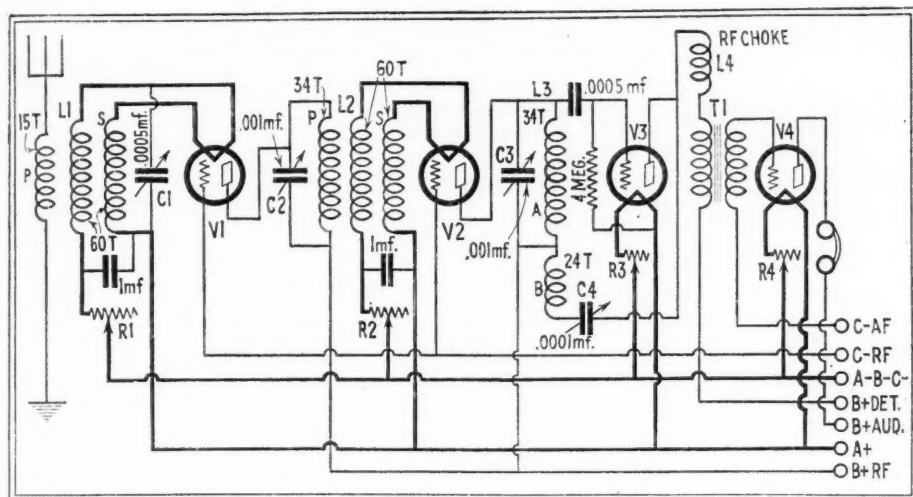 RF CHOKE
L4
34T
L2
60T
L3
.0005 mf.
L1
S
.0005mf.
.001mf.
P
S
34T
T1
15T
P
C1
V1
C2
V2
C3
.001mf.
A
4 MEG.
V3
V4
60T
1mf
R1
1mf.
R2
B
24T
C4
.0001mf.
R3
R4
C-AF
C-RF
A-B-C-
B+DET.
B+AUD.
A+
B+RF